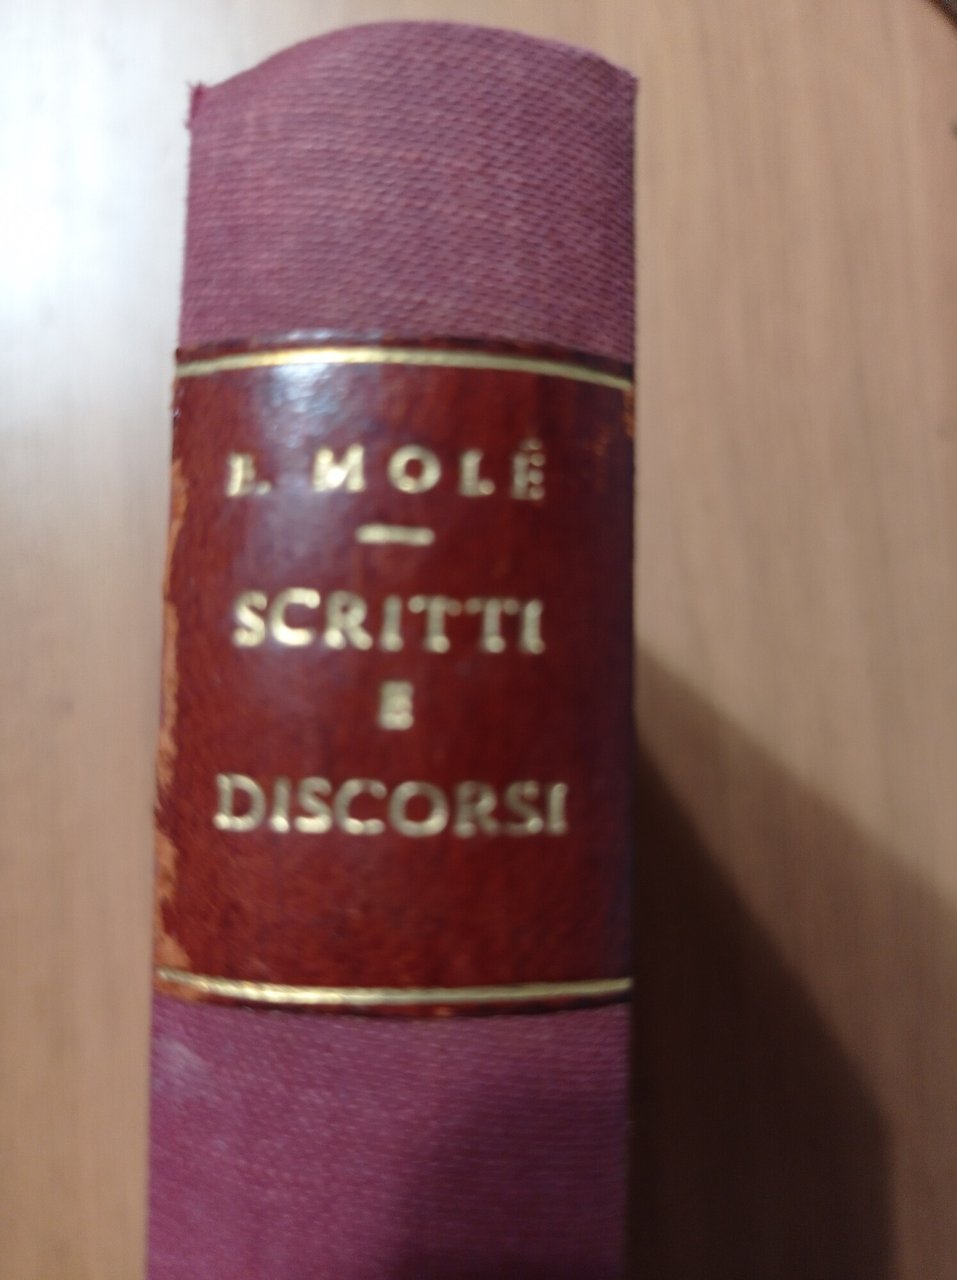 E. MOLÈ
SCRITTI
E
DISCORSI